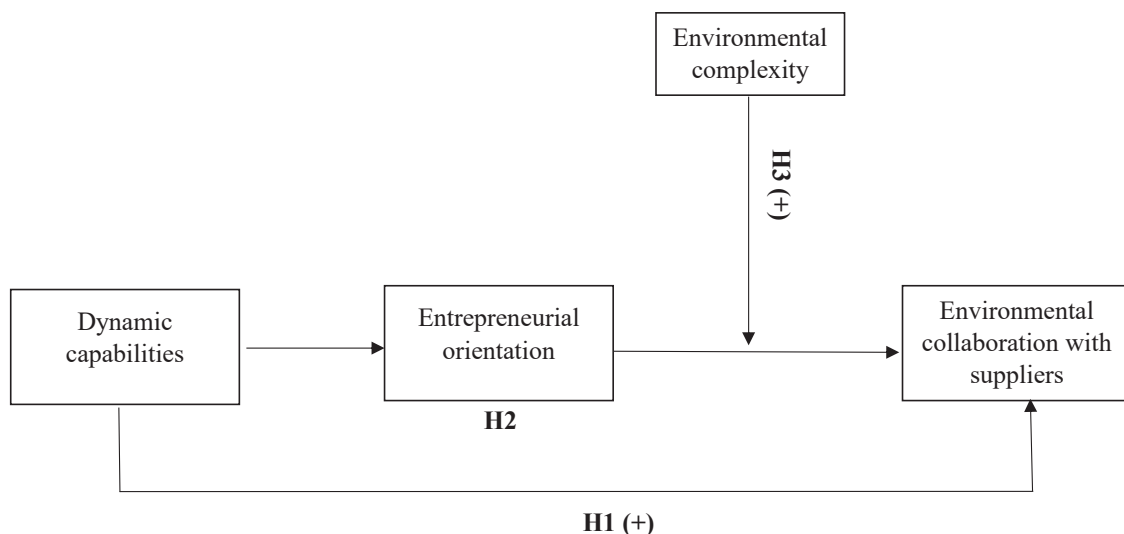 Environmental
complexity
H3 (+)
Dynamic
capabilities
Entrepreneurial
orientation
Environmental
collaboration with
suppliers
H2
H1 (+)